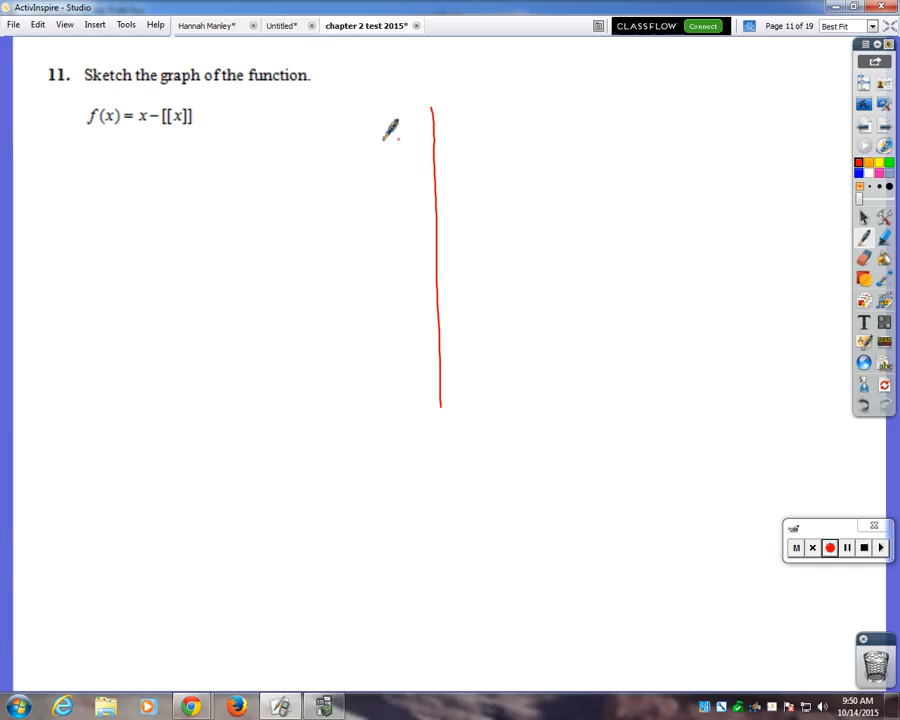 ActivInspire - Studio
File Edit View Insert Tools Help
Hannah Manley* Untitled* chapter 2 test 2015*
CLASSFLOW Connect
Page 11 of 19 Best Fit
11. Sketch the graph of the function.
f(x) = x – [[x]]
T
abc
M
9:50 AM
10/14/2015